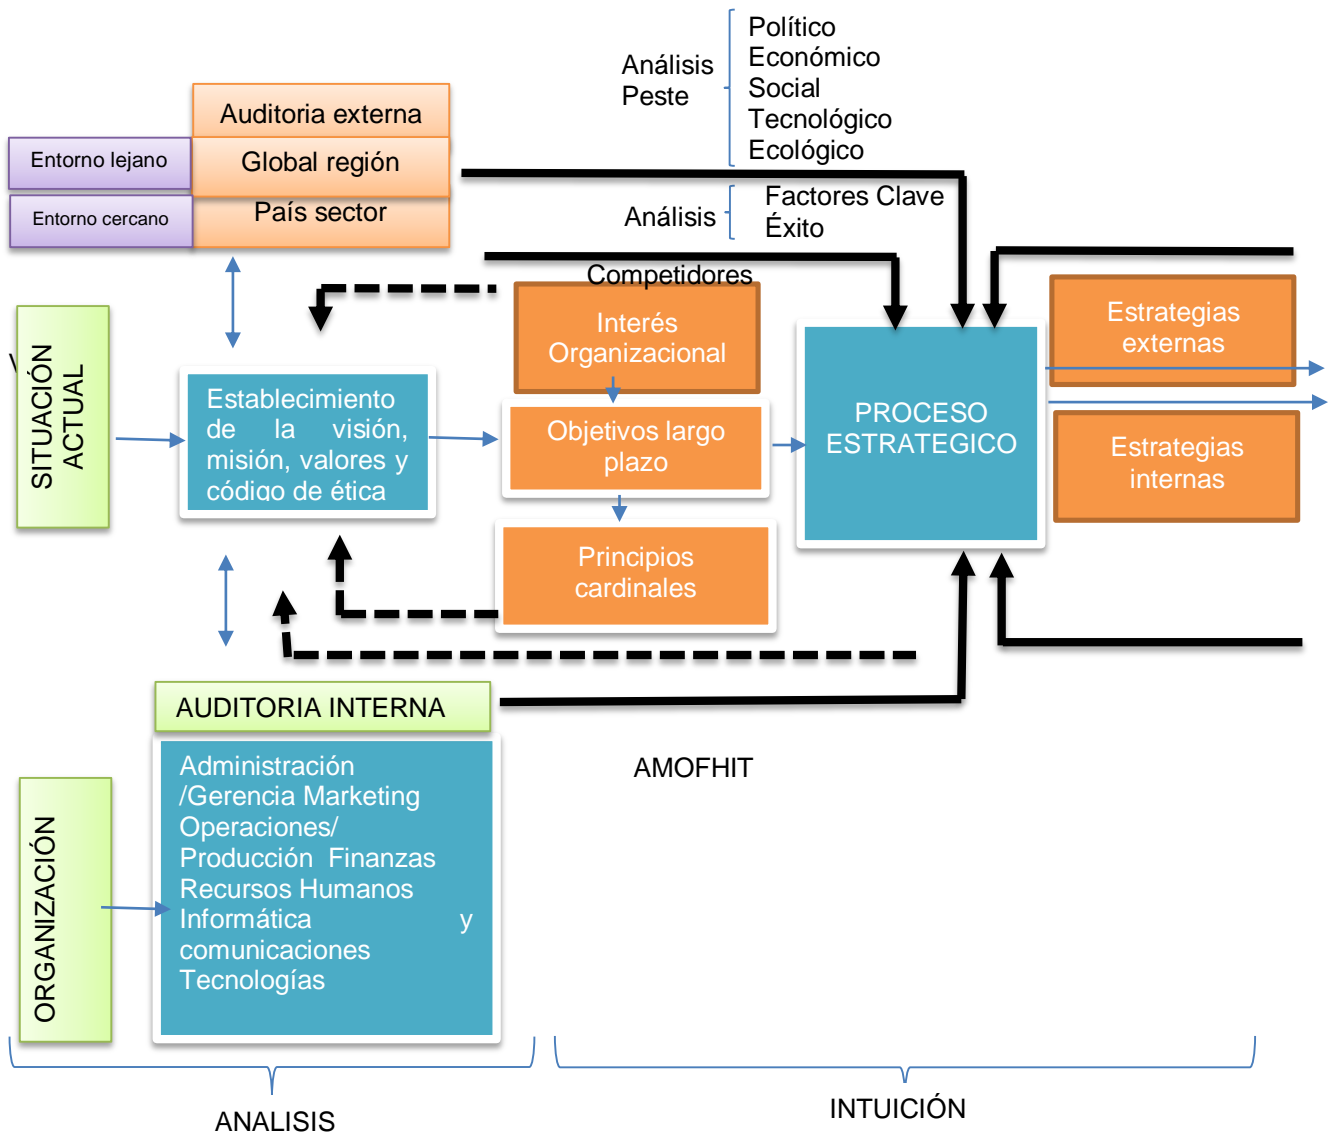 Político
Económico
Social
Tecnológico
Ecológico
Análisis
Peste
Auditoria externa
Entorno lejano
Global región
Entorno cercano
País sector
Análisis
Factores Clave
Éxito
Competidores
SITUACIÓN
ACTUAL
Establecimiento
de la visión,
misión, valores y
código de ética
Interés
Organizacional
Objetivos largo
plazo
Principios
cardinales
PROCESO
ESTRATEGICO
Estrategias
externas
Estrategias
internas
AUDITORIA INTERNA
ORGANIZACIÓN
Administración
/Gerencia Marketing
Operaciones/
Producción Finanzas
Recursos Humanos
Informática y
comunicaciones
Tecnologías
AMOFHIT
ANALISIS
INTUICIÓN